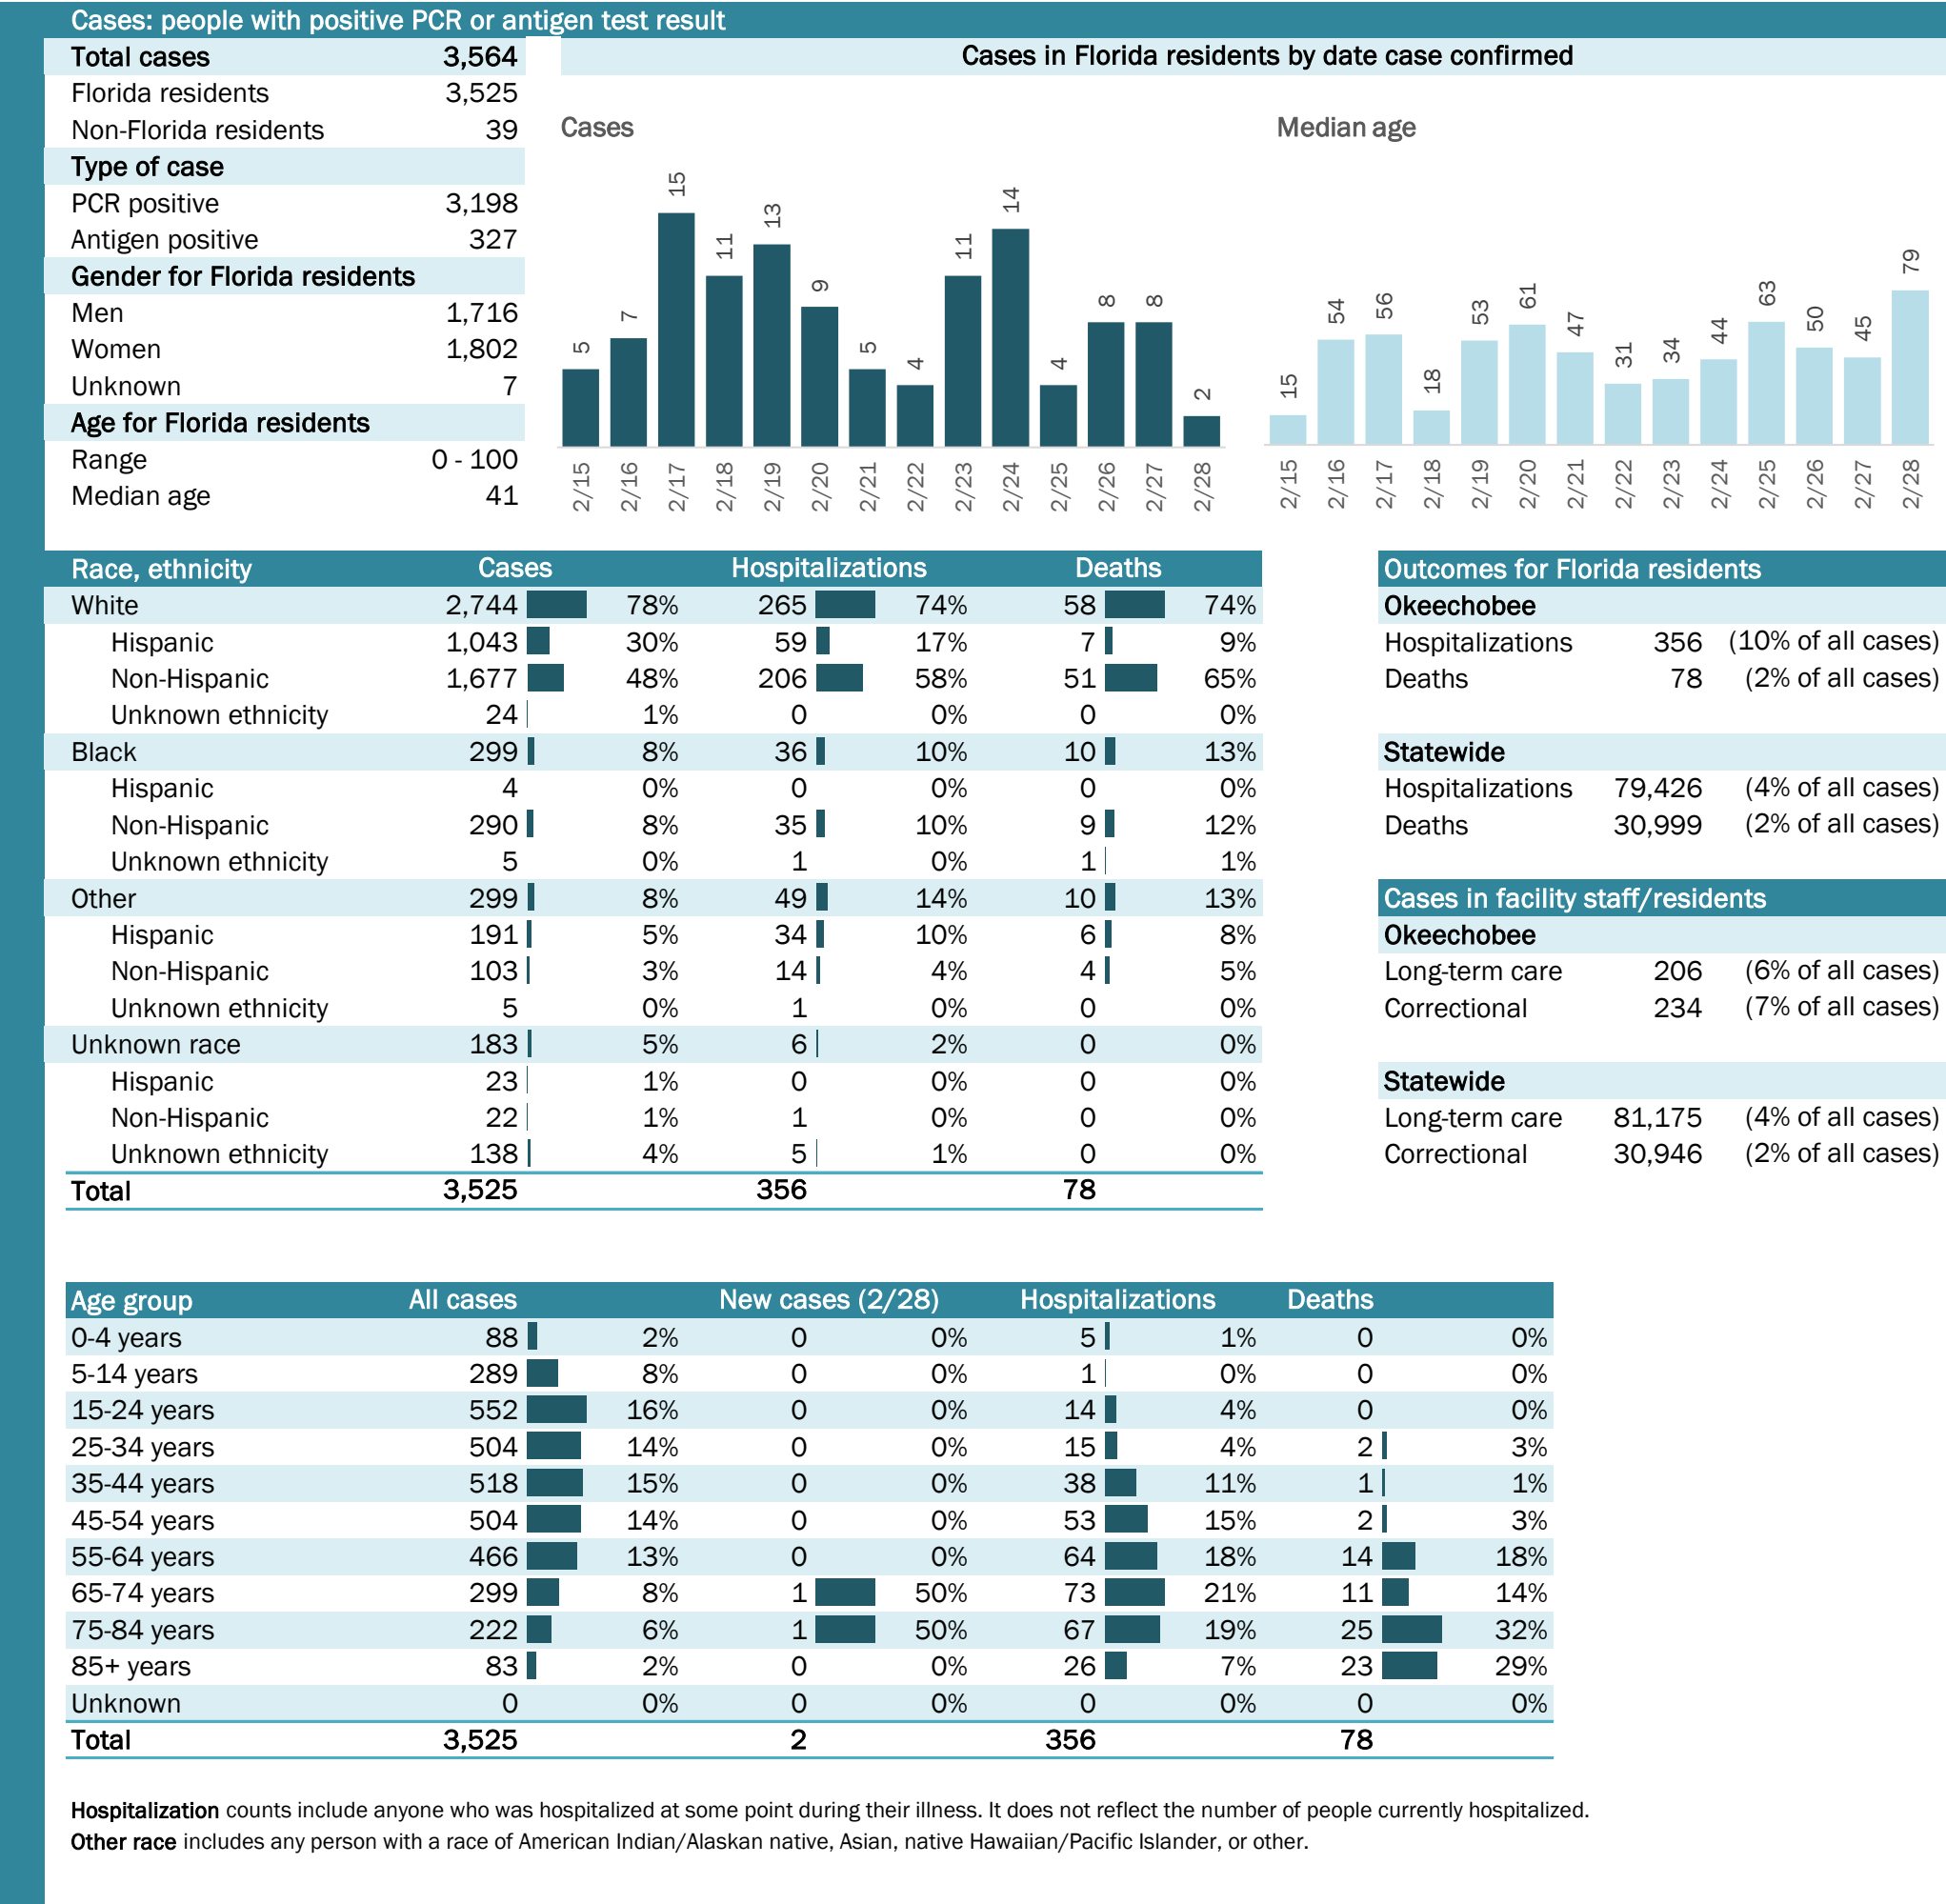 Cases: people with positive PCR or antigen test result
Total cases 3,564
Florida residents 3,525
Non-Florida residents 39
Type of case
PCR positive 3,198
Antigen positive 327
Gender for Florida residents
Men 1,716
Women 1,802
Unknown 7
Age for Florida residents
Range 0 - 100
Median age 41
Cases in Florida residents by date case confirmed
Cases
5 7 15 11 13 9 5 4 11 14 4 8 8 2
2/15 2/16 2/17 2/18 2/19 2/20 2/21 2/22 2/23 2/24 2/25 2/26 2/27 2/28
Median age
15 54 56 18 53 61 47 31 34 44 63 50 45 79
2/15 2/16 2/17 2/18 2/19 2/20 2/21 2/22 2/23 2/24 2/25 2/26 2/27 2/28
Race, ethnicity Cases Hospitalizations Deaths
White 2,744 78% 265 74% 58 74%
Hispanic 1,043 30% 59 17% 7 9%
Non-Hispanic 1,677 48% 206 58% 51 65%
Unknown ethnicity 24 1% 0 0% 0 0%
Black 299 8% 36 10% 10 13%
Hispanic 4 0% 0 0% 0 0%
Non-Hispanic 290 8% 35 10% 9 12%
Unknown ethnicity 5 0% 1 0% 1 1%
Other 299 8% 49 14% 10 13%
Hispanic 191 5% 34 10% 6 8%
Non-Hispanic 103 3% 14 4% 4 5%
Unknown ethnicity 5 0% 1 0% 0 0%
Unknown race 183 5% 6 2% 0 0%
Hispanic 23 1% 0 0% 0 0%
Non-Hispanic 22 1% 1 0% 0 0%
Unknown ethnicity 138 4% 5 1% 0 0%
Total 3,525 356 78
Outcomes for Florida residents
Okeechobee
Hospitalizations 356 (10% of all cases)
Deaths 78 (2% of all cases)
Statewide
Hospitalizations 79,426 (4% of all cases)
Deaths 30,999 (2% of all cases)
Cases in facility staff/residents
Okeechobee
Long-term care 206 (6% of all cases)
Correctional 234 (7% of all cases)
Statewide
Long-term care 81,175 (4% of all cases)
Correctional 30,946 (2% of all cases)
Age group All cases New cases (2/28) Hospitalizations Deaths
0-4 years 88 2% 0 0% 5 1% 0 0%
5-14 years 289 8% 0 0% 1 0% 0 0%
15-24 years 552 16% 0 0% 14 4% 0 0%
25-34 years 504 14% 0 0% 15 4% 2 3%
35-44 years 518 15% 0 0% 38 11% 1 1%
45-54 years 504 14% 0 0% 53 15% 2 3%
55-64 years 466 13% 0 0% 64 18% 14 18%
65-74 years 299 8% 1 50% 73 21% 11 14%
75-84 years 222 6% 1 50% 67 19% 25 32%
85+ years 83 2% 0 0% 26 7% 23 29%
Unknown 0 0% 0 0% 0 0% 0 0%
Total 3,525 2 356 78
Hospitalization counts include anyone who was hospitalized at some point during their illness. It does not reflect the number of people currently hospitalized.
Other race includes any person with a race of American Indian/Alaskan native, Asian, native Hawaiian/Pacific Islander, or other.